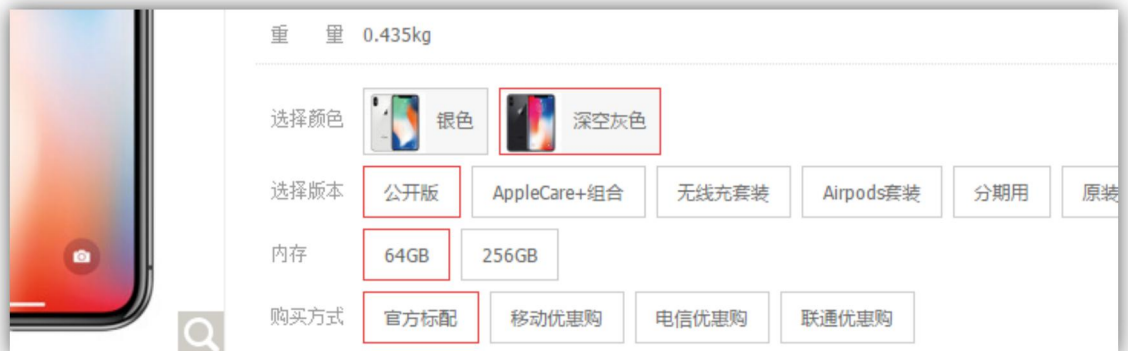 重 量 0.435kg
选择颜色 银色 深空灰色
选择版本 公开版 AppleCare+组合 无线充套装 Airpods套装 分期用 原装
内存 64GB 256GB
购买方式 官方标配 移动优惠购 电信优惠购 联通优惠购